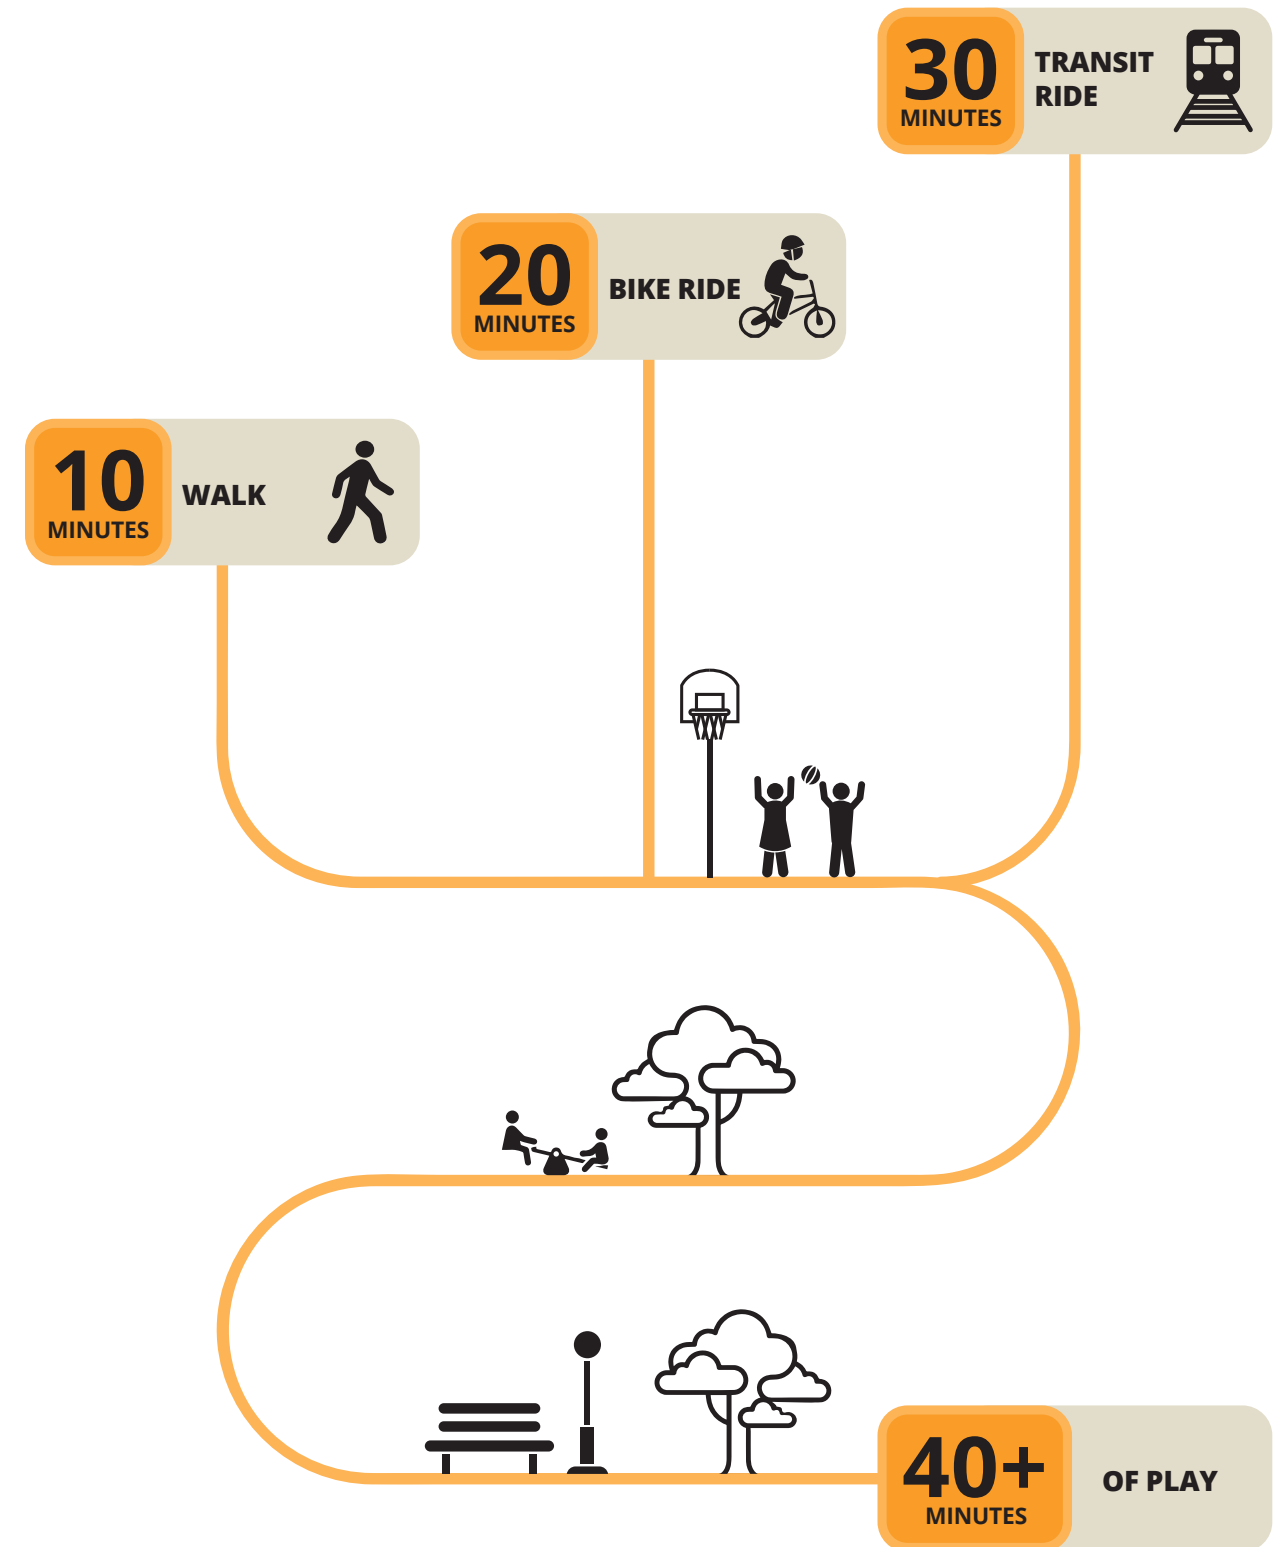 30
MINUTES
TRANSIT
RIDE
20
MINUTES
BIKE RIDE
10
MINUTES
WALK
40+
MINUTES
OF PLAY